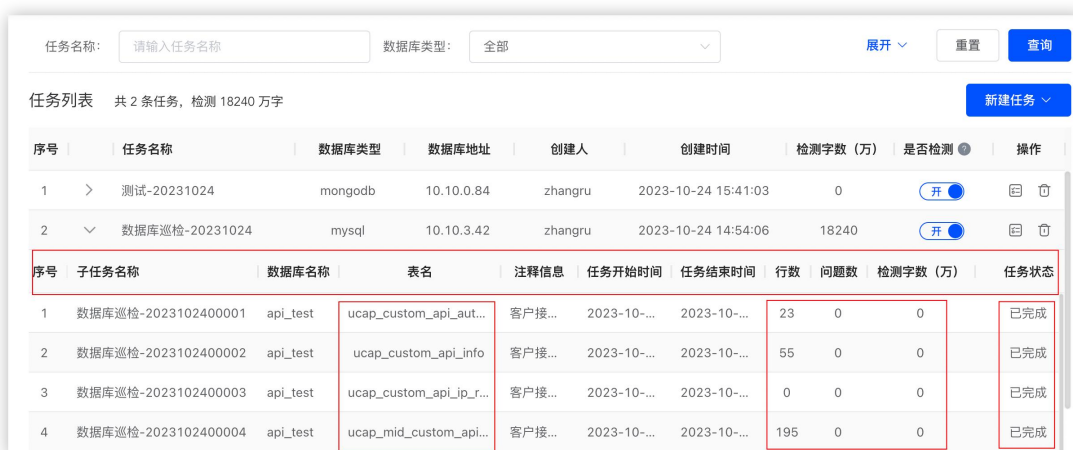 任务名称： 请输入任务名称 数据库类型： 全部 展开 重置 查询
任务列表 共 2 条任务，检测 18240 万字 新建任务
序号 任务名称 数据库类型 数据库地址 创建人 创建时间 检测字数（万） 是否检测 ? 操作
1 测试-20231024 mongodb 10.10.0.84 zhangru 2023-10-24 15:41:03 0 开
2 数据库巡检-20231024 mysql 10.10.3.42 zhangru 2023-10-24 14:54:06 18240 开
序号 子任务名称 数据库名称 表名 注释信息 任务开始时间 任务结束时间 行数 问题数 检测字数（万） 任务状态
1 数据库巡检-2023102400001 api_test ucap_custom_api_aut... 客户接... 2023-10-... 2023-10-... 23 0 0 已完成
2 数据库巡检-2023102400002 api_test ucap_custom_api_info 客户接... 2023-10-... 2023-10-... 55 0 0 已完成
3 数据库巡检-2023102400003 api_test ucap_custom_api_ip_r... 客户接... 2023-10-... 2023-10-... 0 0 0 已完成
4 数据库巡检-2023102400004 api_test ucap_mid_custom_api... 客户接... 2023-10-... 2023-10-... 195 0 0 已完成